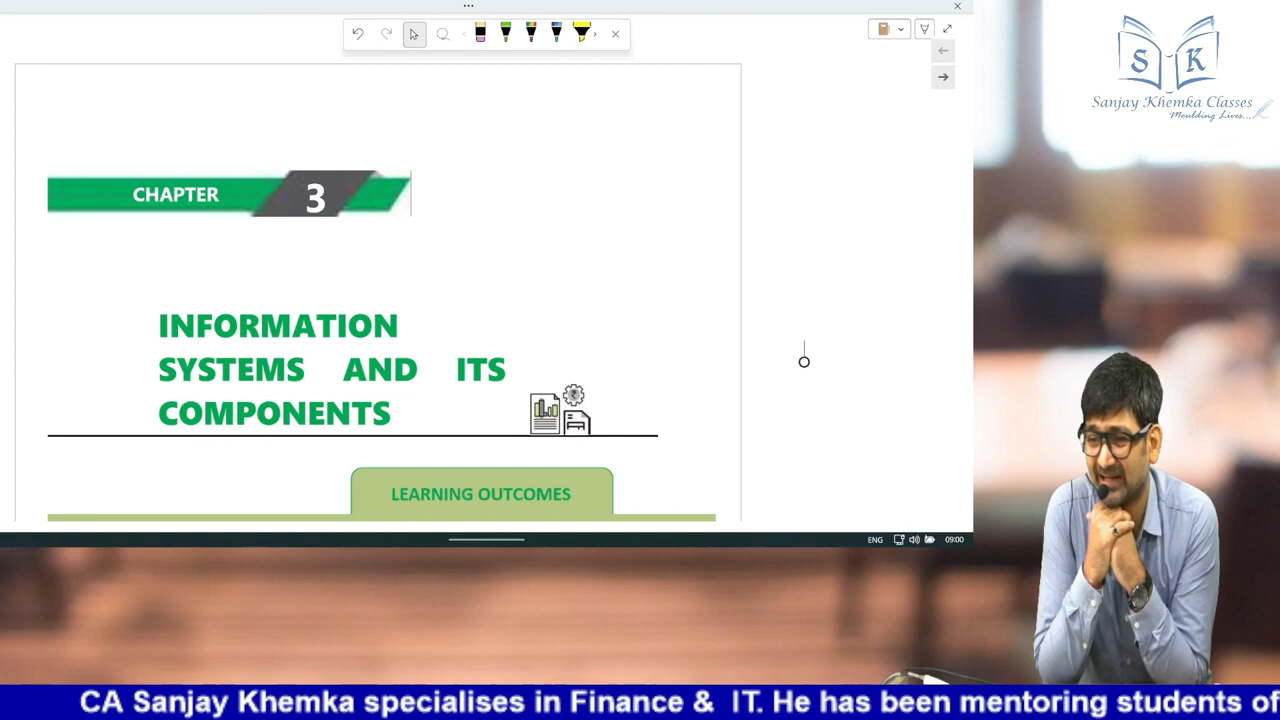 S K
Sanjay Khemka Classes
Moulding Lives...
CHAPTER 3
INFORMATION
SYSTEMS AND ITS
COMPONENTS
LEARNING OUTCOMES
ENG 09:00
CA Sanjay Khemka specialises in Finance & IT. He has been mentoring students of